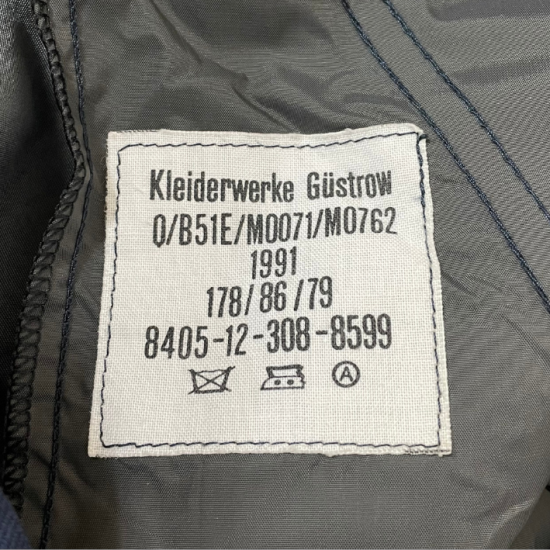 Kleiderwerke Güstrow
Q/B51E/M0071/M0762
1991
178/86/79
8405-12-308-8599
A